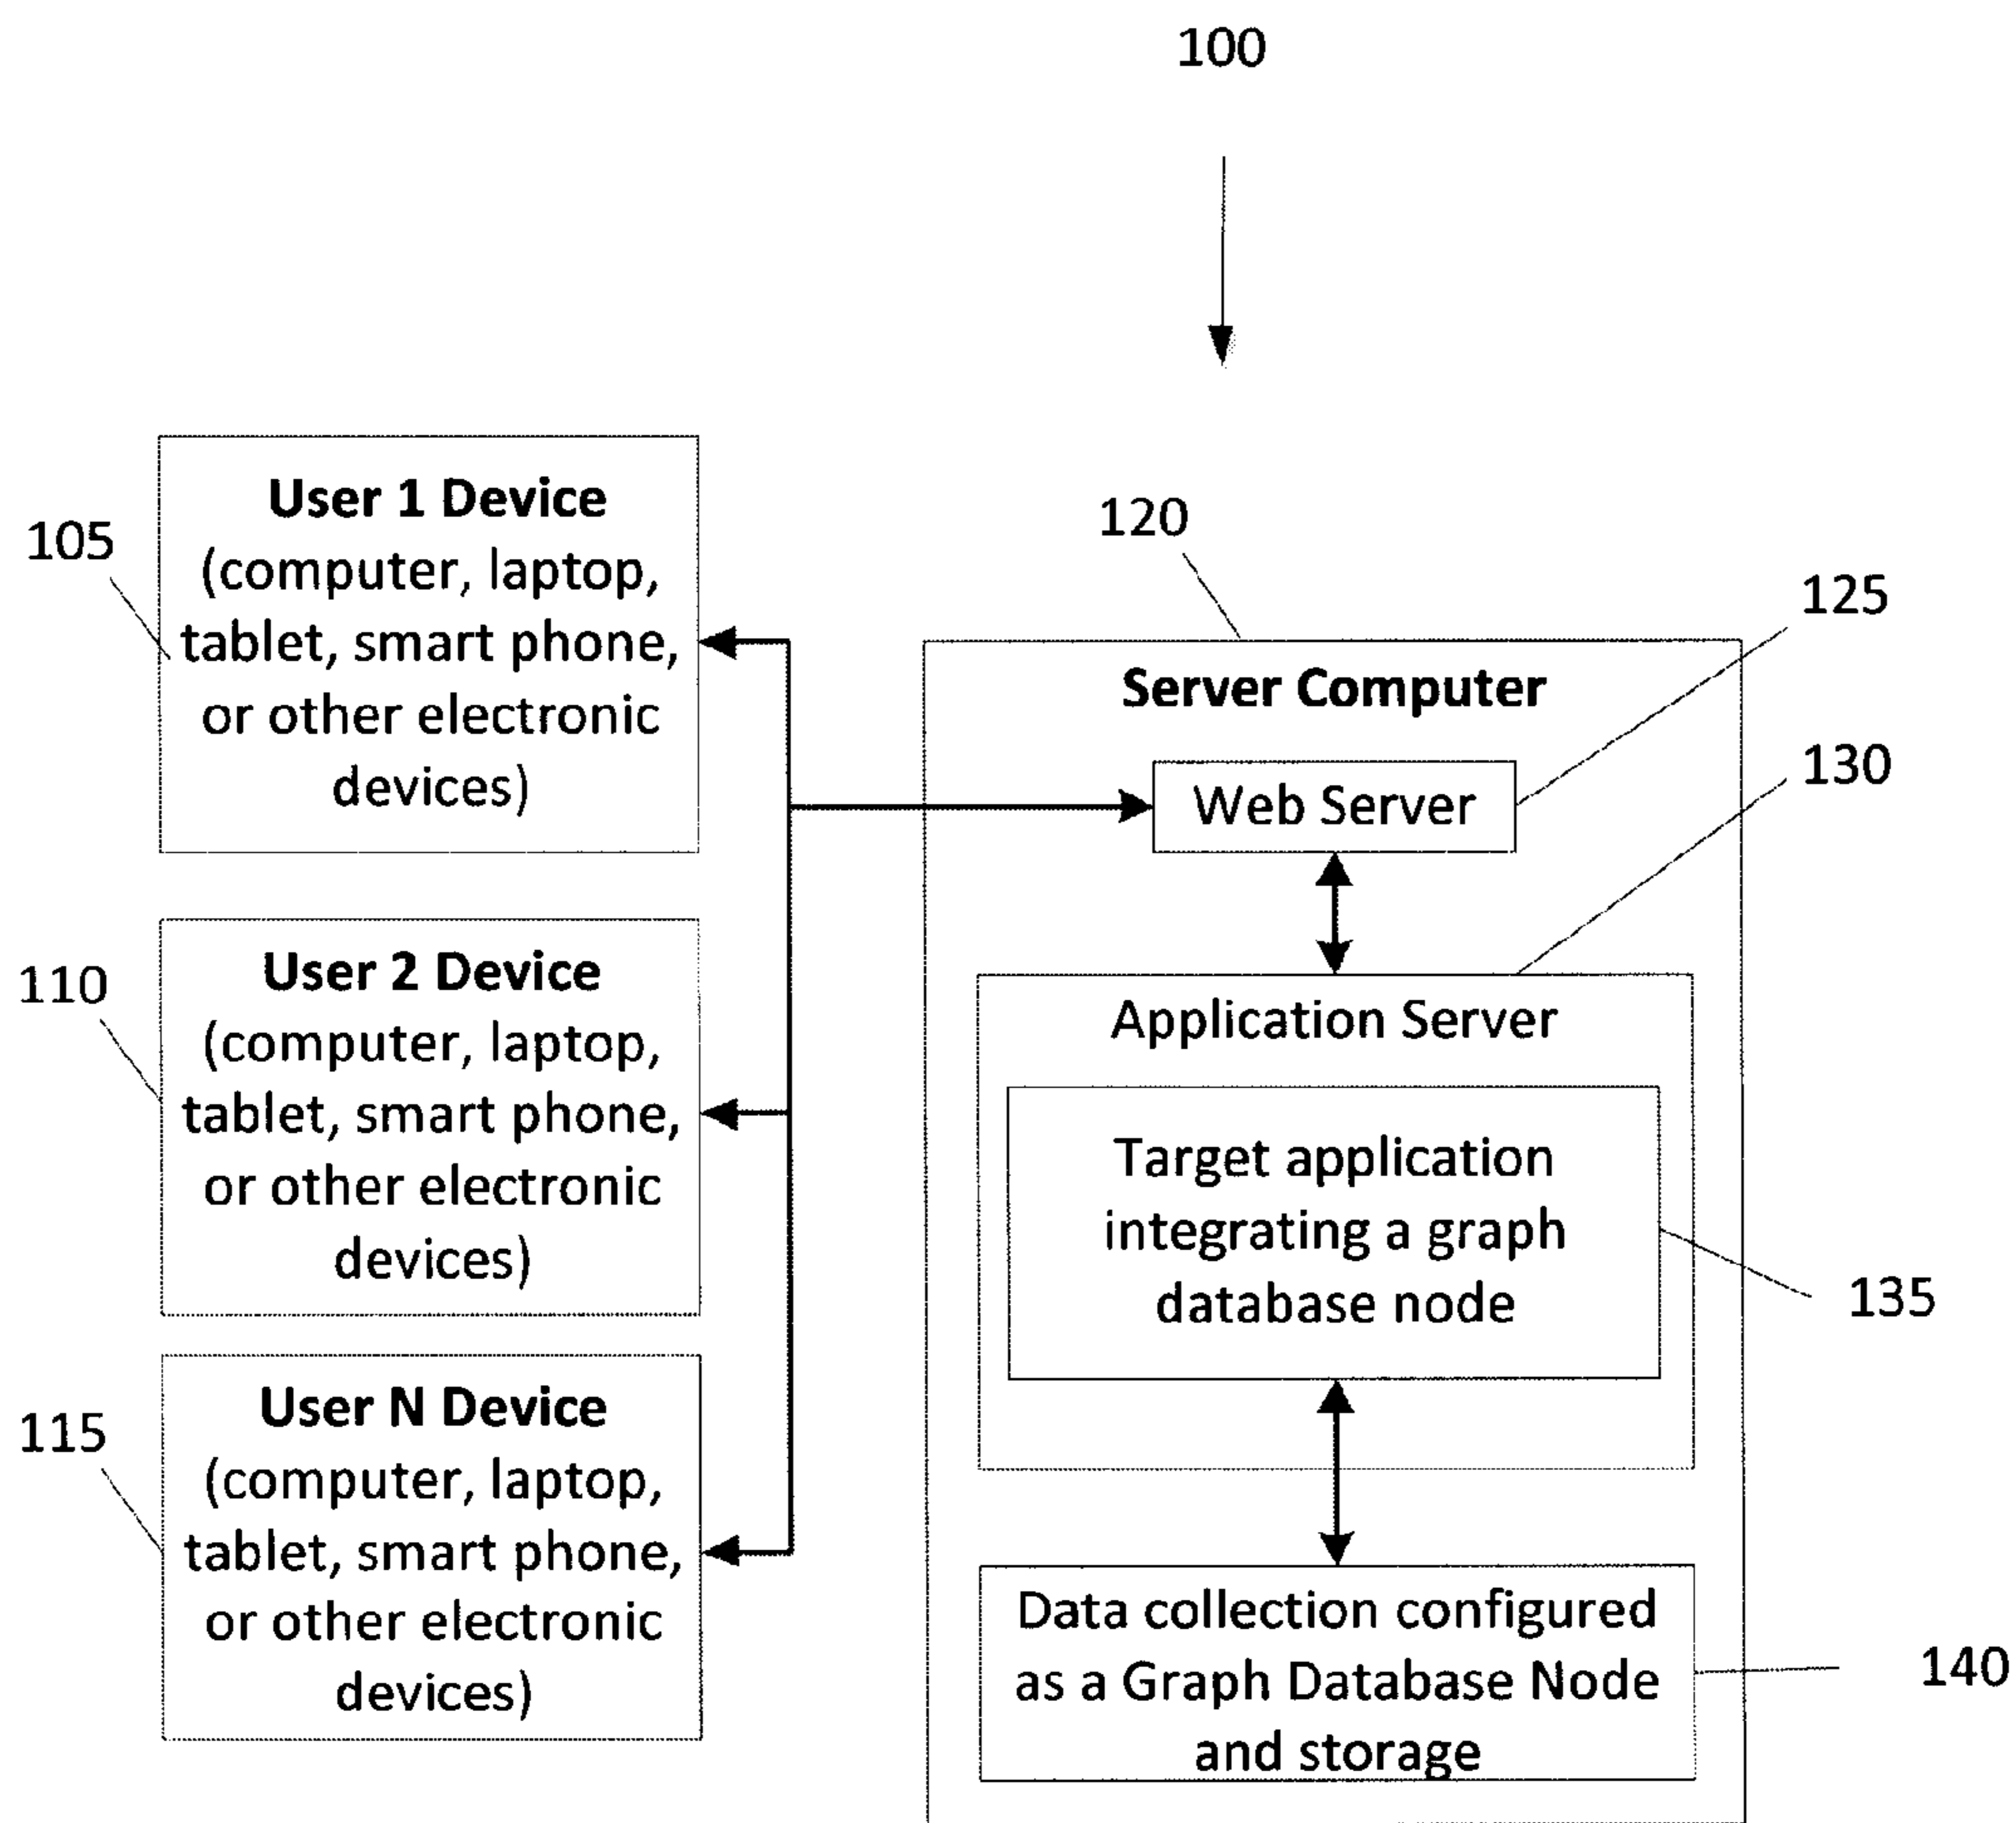 100
User 1 Device
(computer, laptop,
tablet, smart phone,
or other electronic
devices)
105
User 2 Device
(computer, laptop,
tablet, smart phone,
or other electronic
devices)
110
User N Device
(computer, laptop,
tablet, smart phone,
or other electronic
devices)
115
120
Server Computer
125
Web Server
130
Application Server
Target application
integrating a graph
database node
135
Data collection configured
as a Graph Database Node
and storage
140